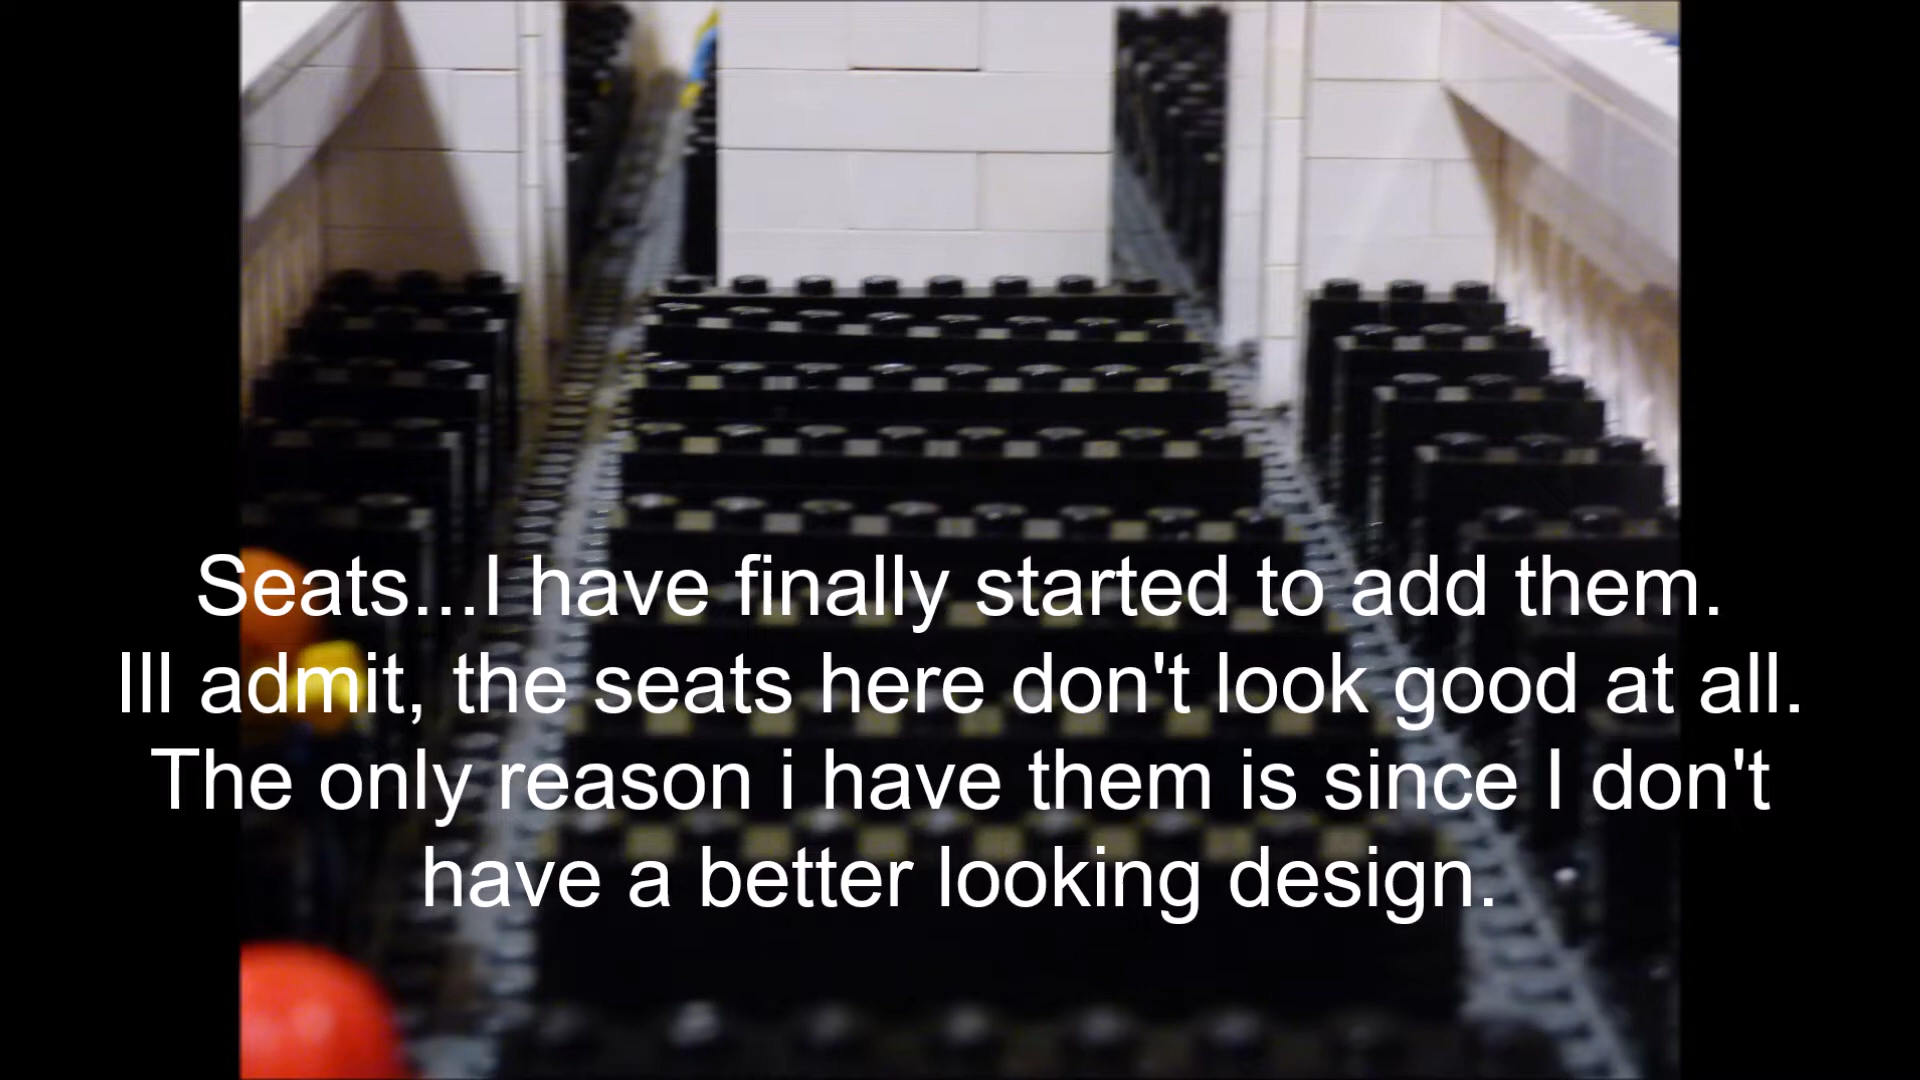 Seats...I have finally started to add them.
Ill admit, the seats here don't look good at all.
The only reason i have them is since I don't
have a better looking design.